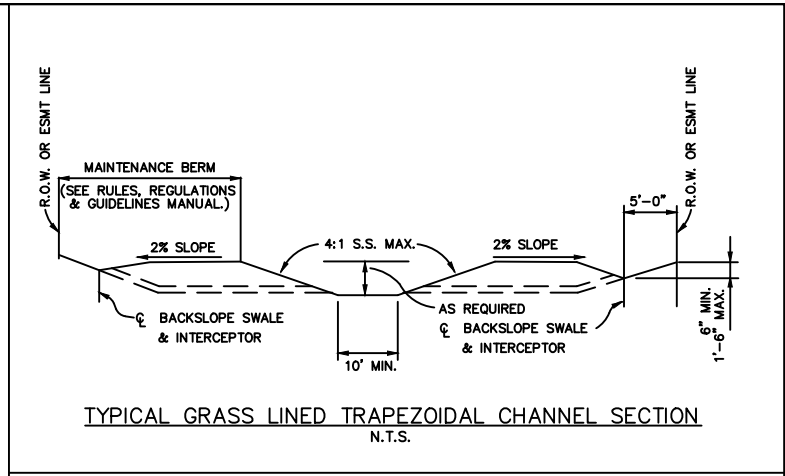 R.O.W. OR ESMT LINE
MAINTENANCE BERM
(SEE RULES, REGULATIONS
& GUIDELINES MANUAL.)
2% SLOPE
4:1 S.S. MAX.
2% SLOPE
5'-0"
R.O.W. OR ESMT LINE
℄ BACKSLOPE SWALE
& INTERCEPTOR
10' MIN.
AS REQUIRED
℄ BACKSLOPE SWALE
& INTERCEPTOR
6" MIN.
1'-6" MAX.
TYPICAL GRASS LINED TRAPEZOIDAL CHANNEL SECTION
N.T.S.